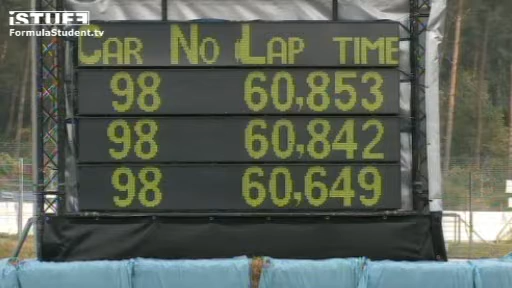 iSTUFF
FormulaStudent.tv
CAR NO LAP TIME
98 60,853
98 60,842
98 60,649